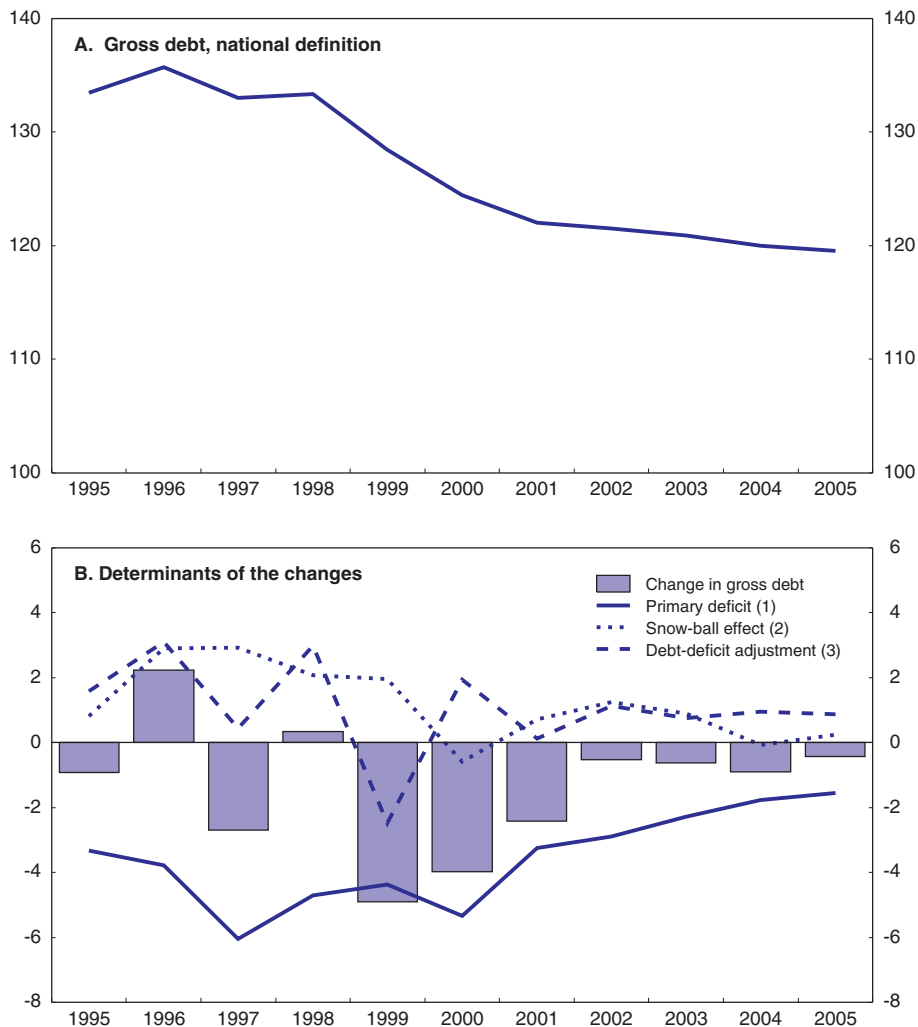 140 140
A. Gross debt, national definition
130 130
120 120
110 110
100 100
1995 1996 1997 1998 1999 2000 2001 2002 2003 2004 2005
6 6
B. Determinants of the changes
Change in gross debt
4 4
Primary deficit (1)
Snow-ball effect (2)
Debt-deficit adjustment (3)
2 2
0 0
-2 -2
-4 -4
-6 -6
-8 -8
1995 1996 1997 1998 1999 2000 2001 2002 2003 2004 2005